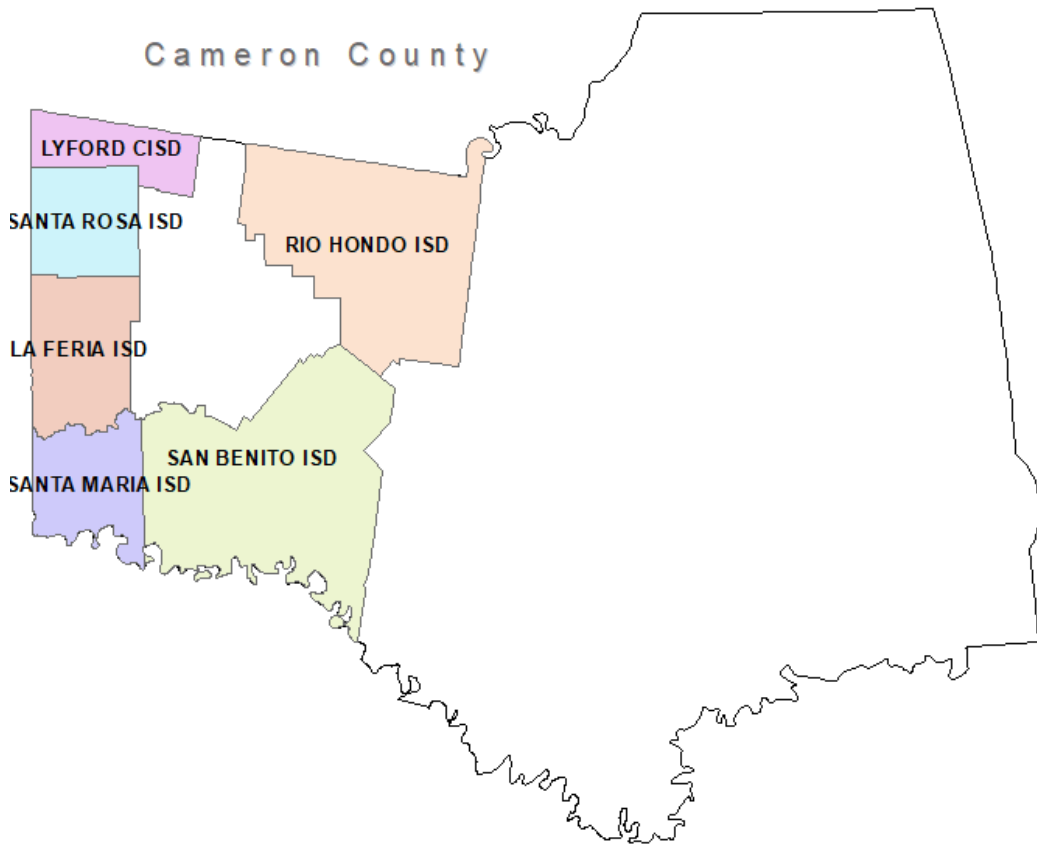 Cameron County
LYFORD CISD
SANTA ROSA ISD
RIO HONDO ISD
LA FERIA ISD
SAN BENITO ISD
SANTA MARIA ISD